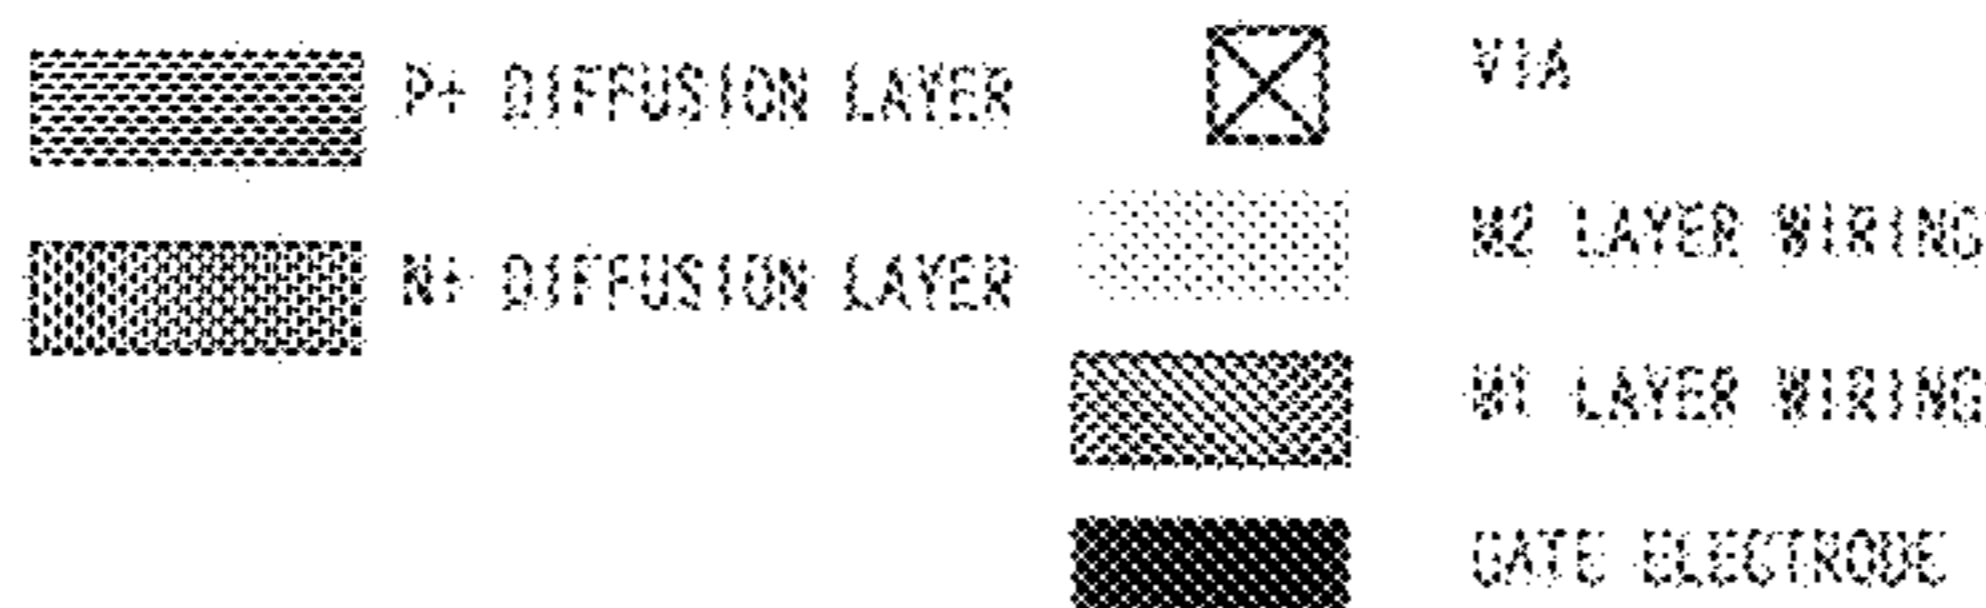 P+ DIFFUSION LAYER
N+ DIFFUSION LAYER
VIA
M2 LAYER WIRING
M1 LAYER WIRING
GATE ELECTRODE